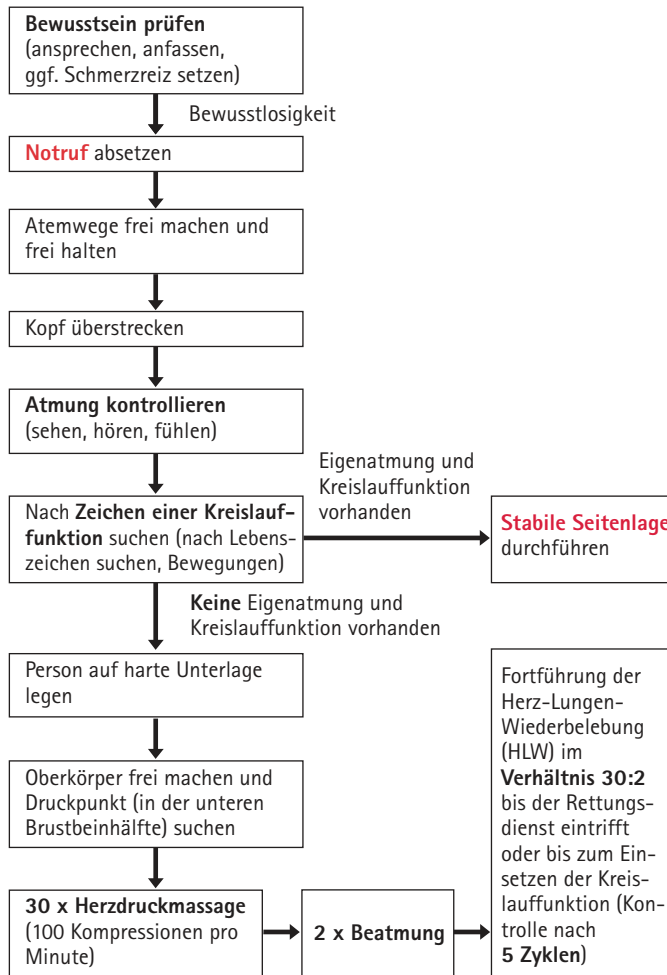 Bewusstsein prüfen
(ansprechen, anfassen,
ggf. Schmerzreiz setzen)
Bewusstlosigkeit
Notruf absetzen
Atemwege frei machen und
frei halten
Kopf überstrecken
Atmung kontrollieren
(sehen, hören, fühlen)
Eigenatmung und
Kreislauffunktion
vorhanden
Nach Zeichen einer Kreislauf-
funktion suchen (nach Lebens-
zeichen suchen, Bewegungen)
Stabile Seitenlage
durchführen
Keine Eigenatmung und
Kreislauffunktion vorhanden
Person auf harte Unterlage
legen
Oberkörper frei machen und
Druckpunkt (in der unteren
Brustbeinhälfte) suchen
30 x Herzdruckmassage
(100 Kompressionen pro
Minute)
2 x Beatmung
Fortführung der
Herz-Lungen-
Wiederbelebung
(HLW) im
Verhältnis 30:2
bis der Rettungs-
dienst eintrifft
oder bis zum Ein-
setzen der Kreis-
lauffunktion (Kon-
trolle nach
5 Zyklen)